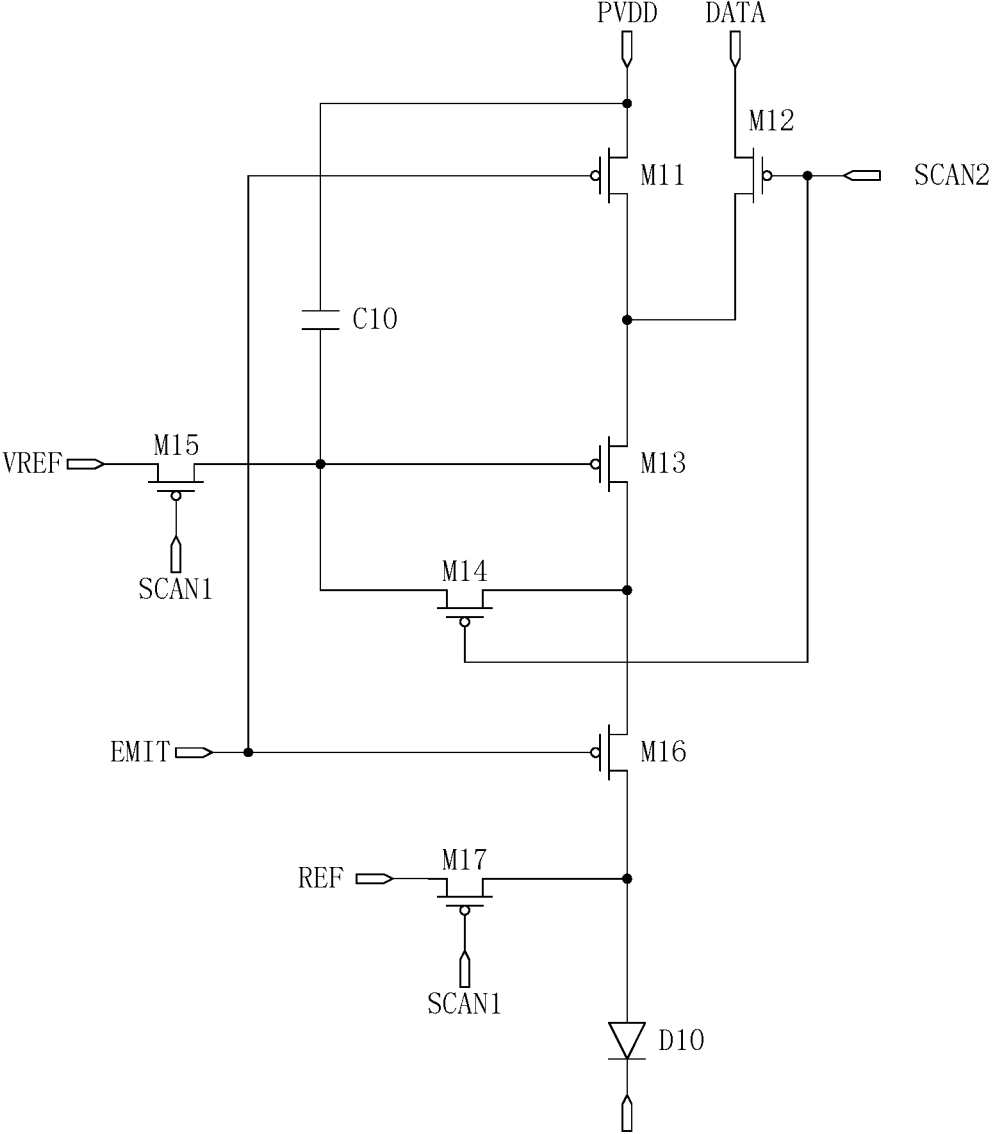 PVDD
DATA
M12
M11
SCAN2
C10
M15
VREF
M13
M14
SCAN1
EMIT
M16
M17
REF
SCAN1
D10